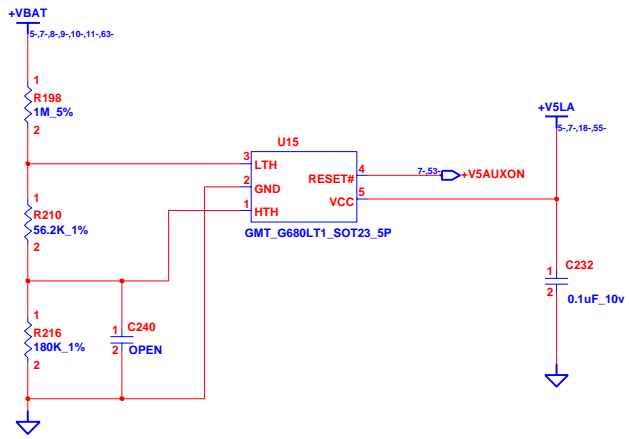 +VBAT
5-,7-,8-,9-,10-,11-,63-
1
R198
1M_5%
2
U15
3 LTH
2 GND
1 HTH
RESET# 4
VCC 5
GMT_G680LT1_SOT23_5P
7-,53-
+V5AUXON
+V5LA
5-,7-,18-,55-
1
R210
56.2K_1%
2
1 C232
2
0.1uF_10v
1
R216
180K_1%
2
1 C240
2 OPEN